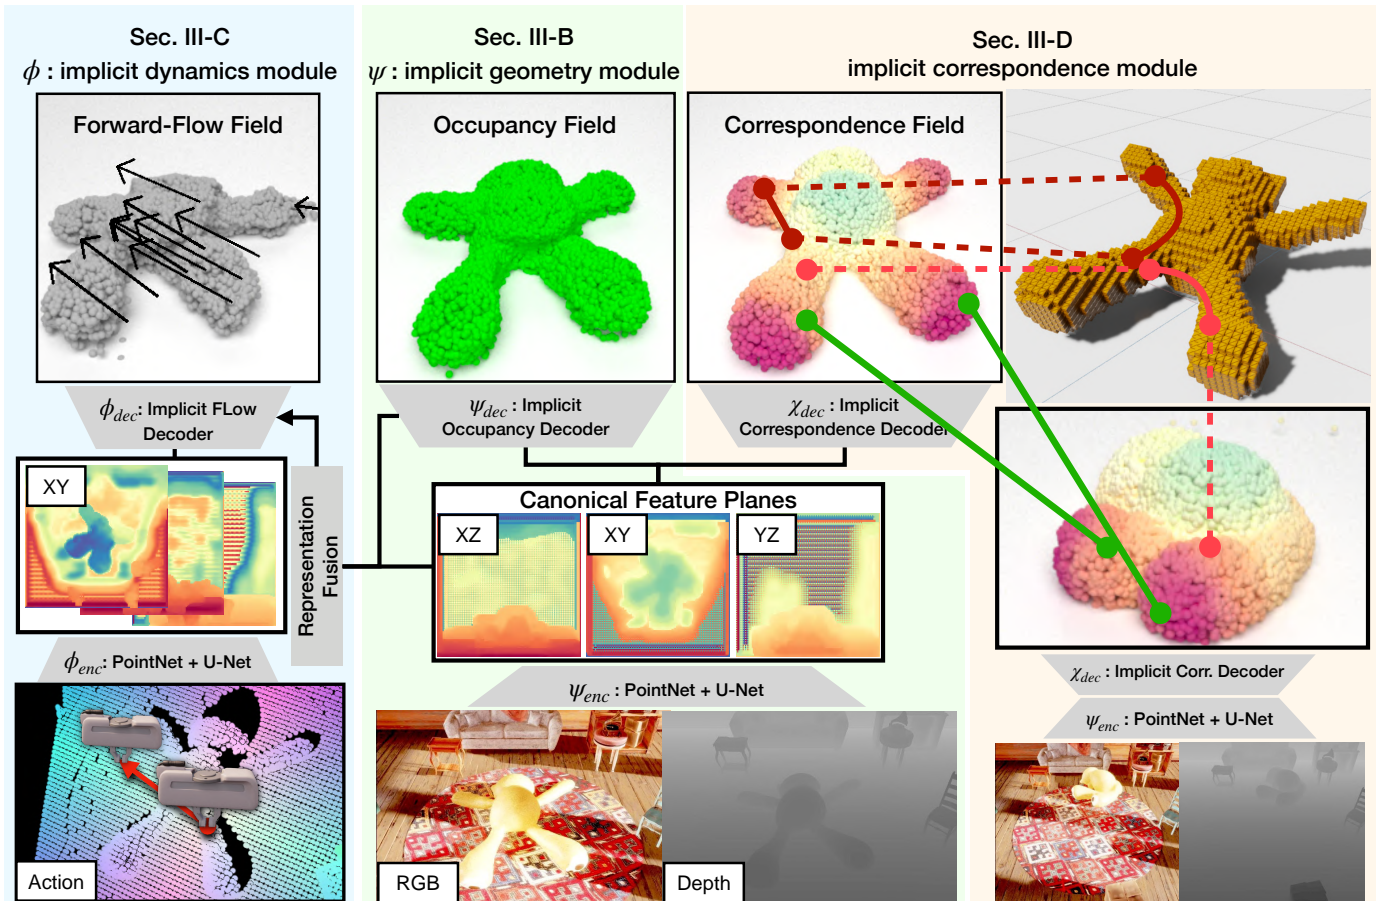 Sec. III-C
ϕ : implicit dynamics module
Forward-Flow Field
ϕdec: Implicit FLow
Decoder
XY
Representation
Fusion
ϕenc: PointNet + U-Net
Action
Sec. III-B
ψ : implicit geometry module
Occupancy Field
ψdec : Implicit
Occupancy Decoder
Canonical Feature Planes
XZ
XY
YZ
ψenc : PointNet + U-Net
RGB
Depth
Sec. III-D
implicit correspondence module
Correspondence Field
χdec : Implicit
Correspondence Decoder
χdec : Implicit Corr. Decoder
ψenc : PointNet + U-Net